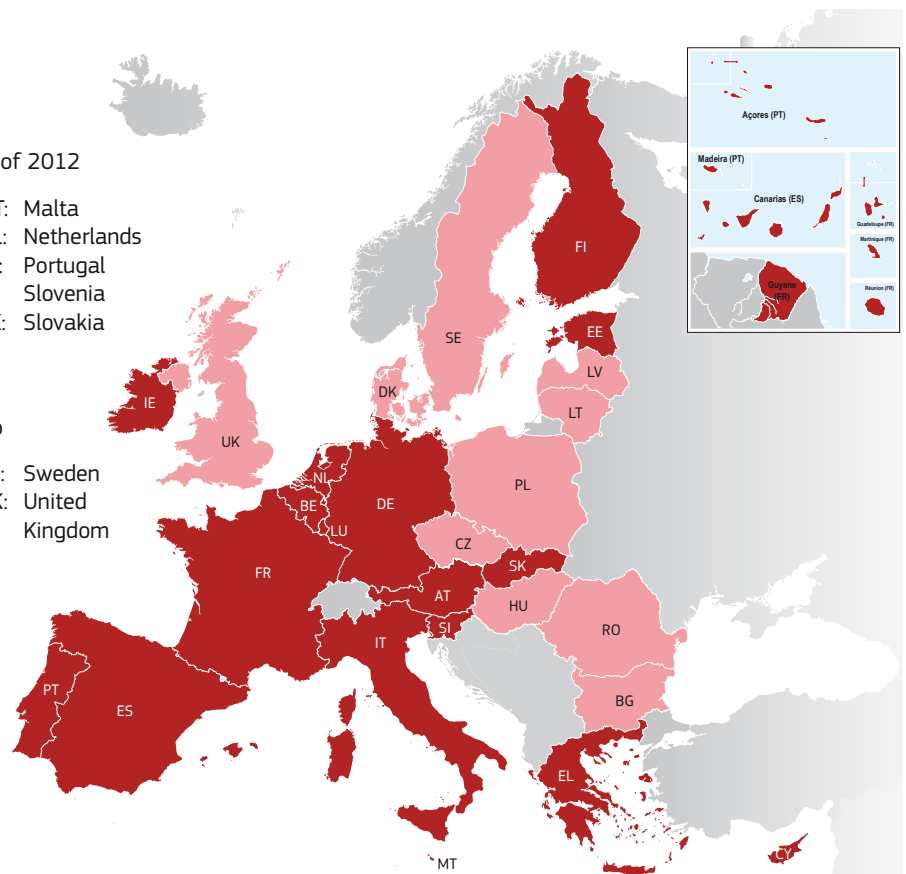 of 2012
T: Malta
: Netherlands
: Portugal
Slovenia
: Slovakia
: Sweden
K: United
Kingdom
Açores (PT)
Madeira (PT)
Canarias (ES)
Guadeloupe (FR)
Martinique (FR)
Guyane
(FR)
Réunion (FR)
FI
SE
EE
LV
LT
DK
IE
UK
NL
BE
LU
DE
PL
CZ
SK
FR
AT
HU
SI
RO
IT
BG
PT
ES
EL
MT
CY